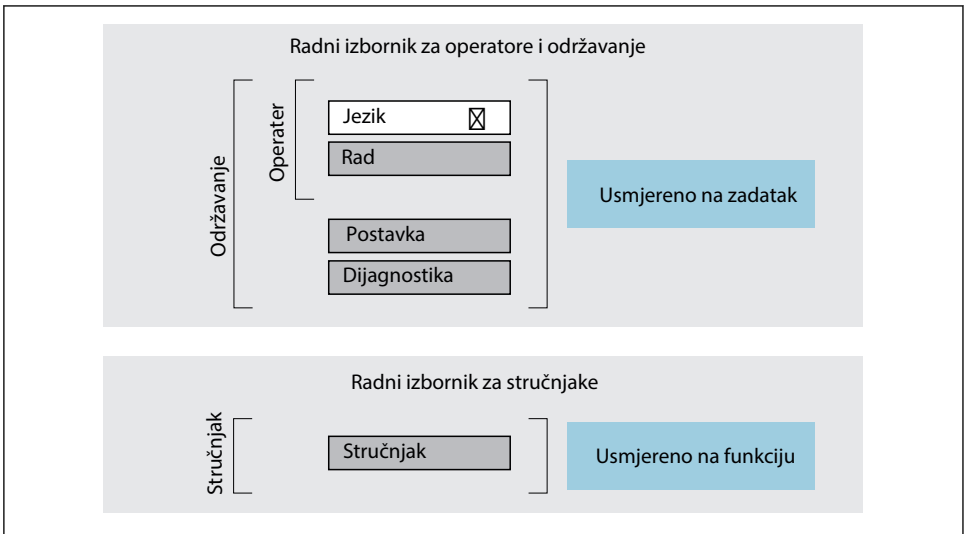 Radni izbornik za operatore i održavanje
Održavanje
Operater
Jezik
Rad
Postavka
Dijagnostika
Usmjereno na zadatak
Radni izbornik za stručnjake
Stručnjak
Stručnjak
Usmjereno na funkciju